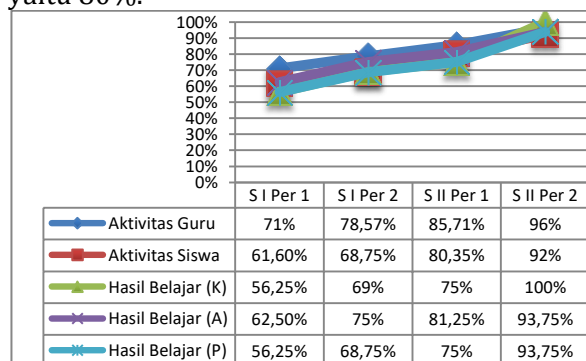 yaitu 80%.
100%
90%
80%
70%
60%
50%
40%
30%
20%
10%
0%
S I Per 1 S I Per 2 S II Per 1 S II Per 2
Aktivitas Guru 71% 78,57% 85,71% 96%
Aktivitas Siswa 61,60% 68,75% 80,35% 92%
Hasil Belajar (K) 56,25% 69% 75% 100%
Hasil Belajar (A) 62,50% 75% 81,25% 93,75%
Hasil Belajar (P) 56,25% 68,75% 75% 93,75%